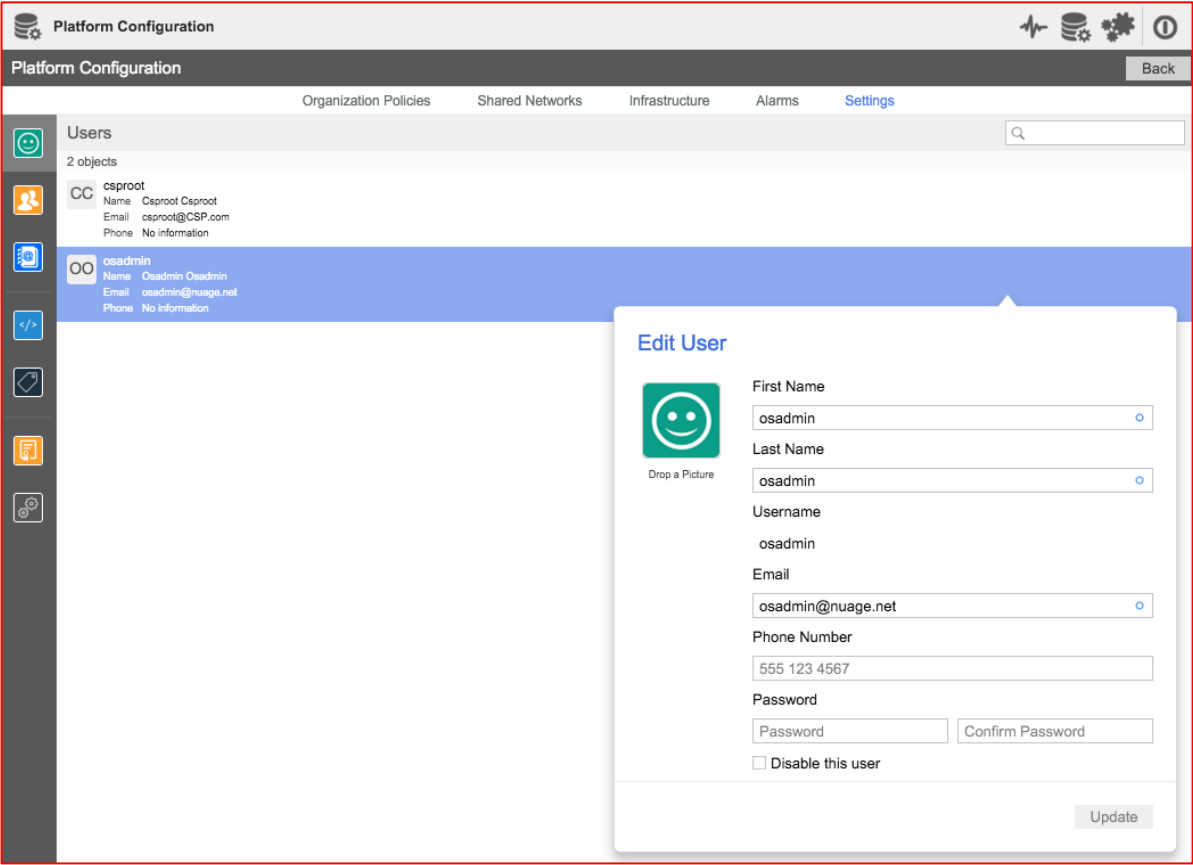 Platform Configuration
Platform Configuration
Back
Organization Policies Shared Networks Infrastructure Alarms Settings
Users
2 objects
CC
csproot
Name Csproot Csproot
Email csproot@CSP.com
Phone No information
OO
osadmin
Name Osadmin Osadmin
Email osadmin@nuage.net
Phone No information
Edit User
Drop a Picture
First Name
osadmin
Last Name
osadmin
Username
osadmin
Email
osadmin@nuage.net
Phone Number
555 123 4567
Password
Password Confirm Password
Disable this user
Update